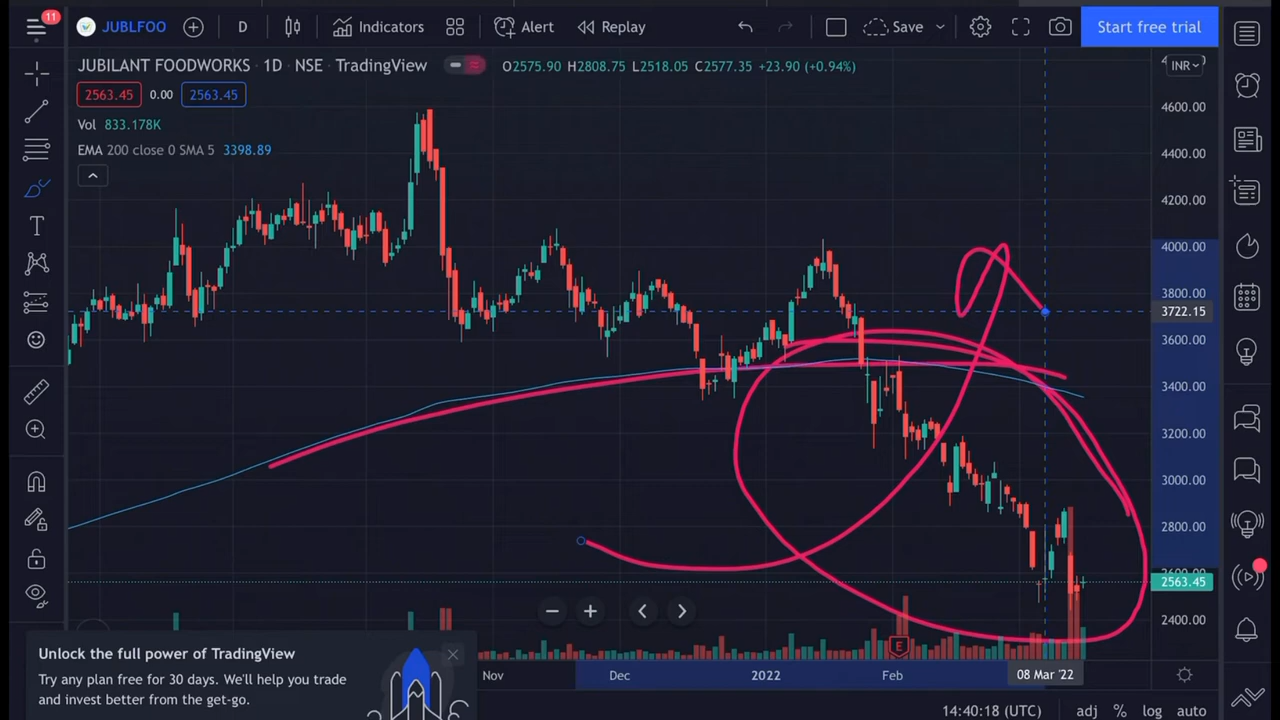 11
JUBLFOO
D
Indicators
Alert
Replay
Save
Start free trial
JUBILANT FOODWORKS · 1D · NSE · TradingView
O2575.90 H2808.75 L2518.05 C2577.35 +23.90 (+0.94%)
INR
2563.45 0.00 2563.45
Vol 833.178K
EMA 200 close 0 SMA 5 3398.89
4600.00
4400.00
4200.00
4000.00
3800.00
3722.15
3600.00
3400.00
3200.00
3000.00
2800.00
2563.45
2400.00
E
Unlock the full power of TradingView
Try any plan free for 30 days. We'll help you trade
and invest better from the get-go.
Nov
Dec
2022
Feb
08 Mar '22
14:40:18 (UTC)
adj
%
log
auto